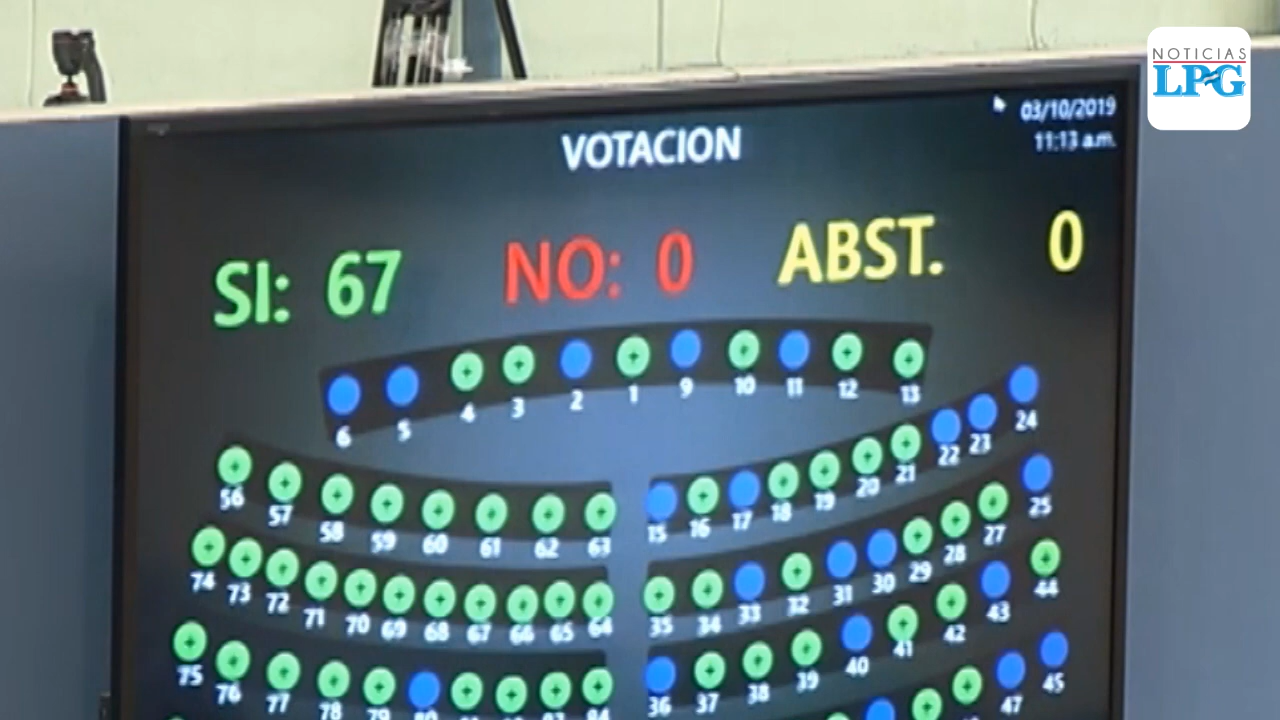 NOTICIAS
LPG
03/10/2019
11:13 a.m.
VOTACION
SI: 67 NO: 0 ABST. 0
6 5 4 3 2 1 9 10 11 12 13
56 57 58 59 60 61 62 63
15 16 17 18 19 20 21 22 23 24
74 73 72 71 70 69 68 67 66 65 64
35 34 33 32 31 30 29 28 27 25
75 76 77 78 79 80 84
36 37 38 39 40 41 42 43 44
47 45